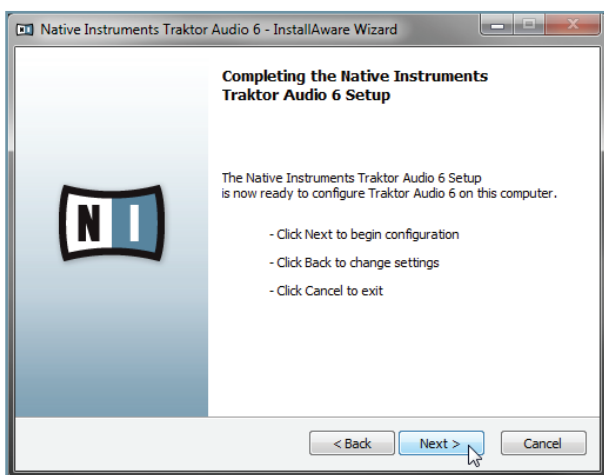 Native Instruments Traktor Audio 6 - InstallAware Wizard
Completing the Native Instruments
Traktor Audio 6 Setup
The Native Instruments Traktor Audio 6 Setup
is now ready to configure Traktor Audio 6 on this computer.
- Click Next to begin configuration
- Click Back to change settings
- Click Cancel to exit
N I
< Back Next > Cancel